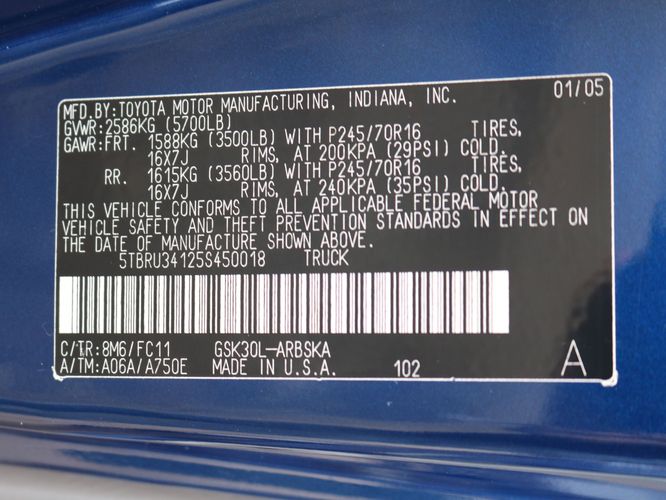 MFD.BY:TOYOTA MOTOR MANUFACTURING, INDIANA, INC. 01/05
GVWR:2586KG (5700LB)
GAWR:FRT. 1588KG (3500LB) WITH P245/70R16 TIRES,
16X7J RIMS, AT 200KPA (29PSI) COLD.
RR. 1615KG (3560LB) WITH P245/70R16 TIRES,
16X7J RIMS, AT 240KPA (35PSI) COLD.
THIS VEHICLE CONFORMS TO ALL APPLICABLE FEDERAL MOTOR
VEHICLE SAFETY AND THEFT PREVENTION STANDARDS IN EFFECT ON
THE DATE OF MANUFACTURE SHOWN ABOVE.
5TBRU34125S450018 TRUCK
C/TR:8M6/FC11 GSK30L-ARBSKA
A/TM:A06A/A750E MADE IN U.S.A. 102 A